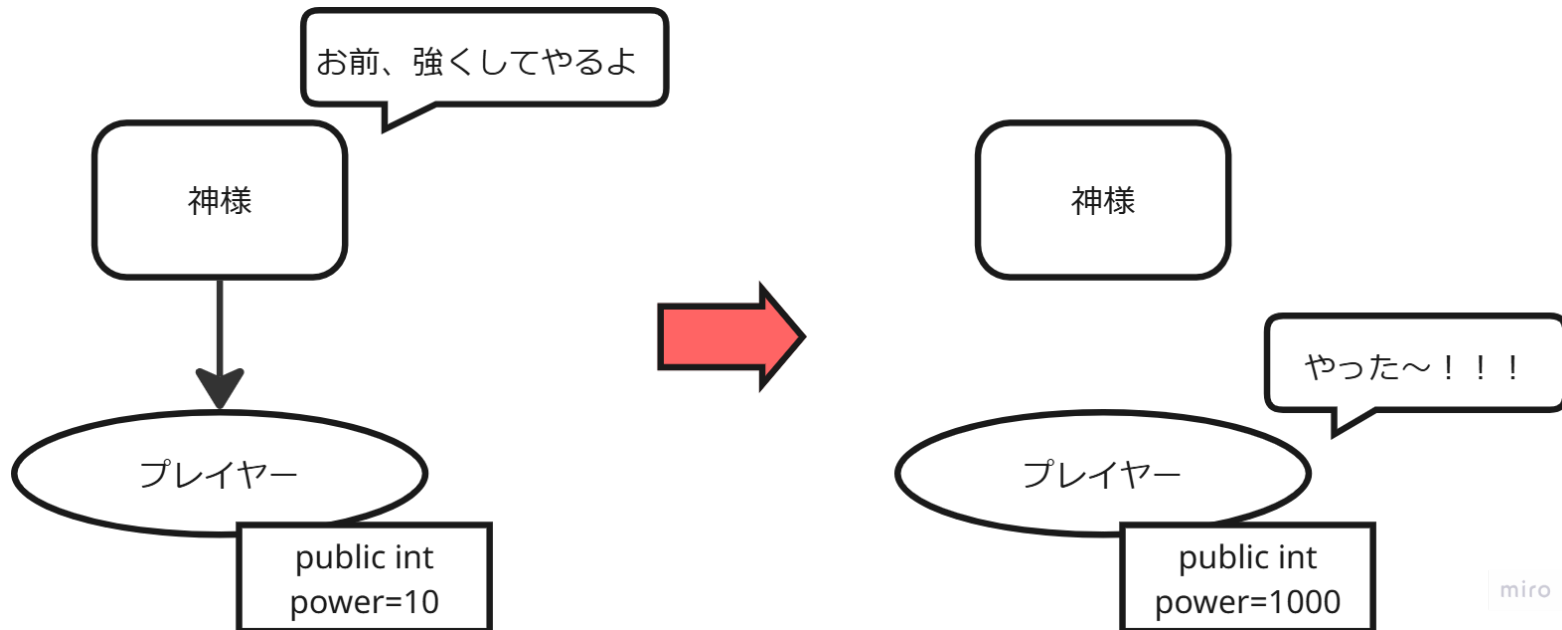 お前、強くしてやるよ
神様
プレイヤー
public int
power=10
神様
やった〜！！！
プレイヤー
public int
power=1000
miro